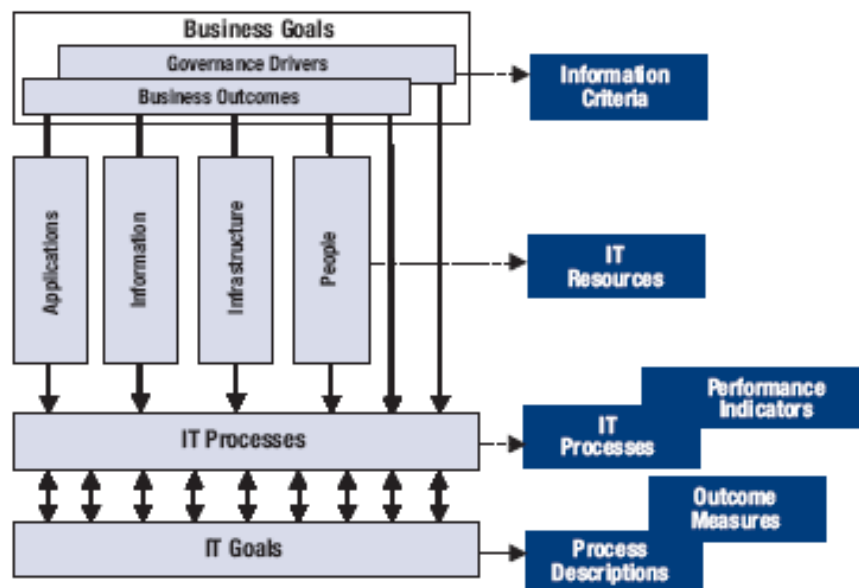 Business Goals
Governance Drivers
Business Outcomes
Information
Criteria
Applications
Information
Infrastructure
People
IT
Resources
Performance
Indicators
IT Processes
IT
Processes
Outcome
Measures
IT Goals
Process
Descriptions